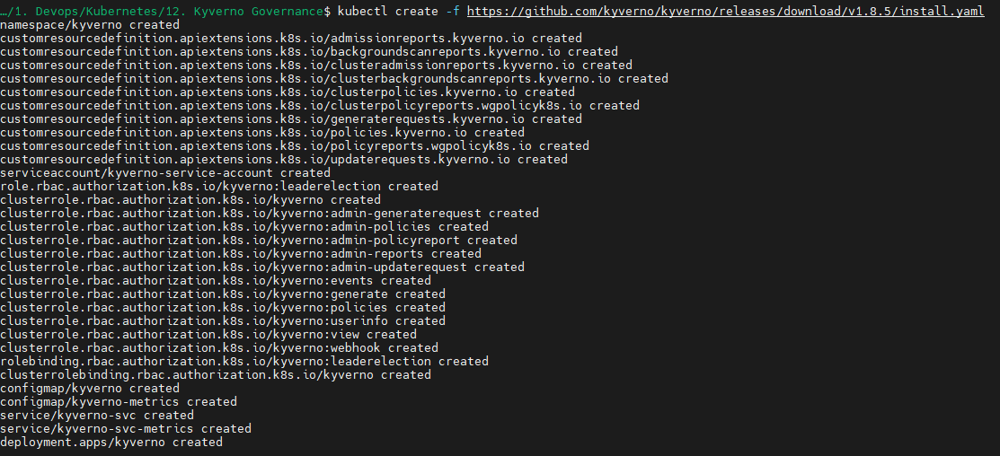 …/1. Devops/Kubernetes/12. Kyverno Governance$ kubectl create -f https://github.com/kyverno/kyverno/releases/download/v1.8.5/install.yaml
namespace/kyverno created
customresourcedefinition.apiextensions.k8s.io/admissionreports.kyverno.io created
customresourcedefinition.apiextensions.k8s.io/backgroundscanreports.kyverno.io created
customresourcedefinition.apiextensions.k8s.io/clusteradmissionreports.kyverno.io created
customresourcedefinition.apiextensions.k8s.io/clusterbackgroundscanreports.kyverno.io created
customresourcedefinition.apiextensions.k8s.io/clusterpolicies.kyverno.io created
customresourcedefinition.apiextensions.k8s.io/clusterpolicyreports.wgpolicyk8s.io created
customresourcedefinition.apiextensions.k8s.io/generaterequests.kyverno.io created
customresourcedefinition.apiextensions.k8s.io/policies.kyverno.io created
customresourcedefinition.apiextensions.k8s.io/policyreports.wgpolicyk8s.io created
customresourcedefinition.apiextensions.k8s.io/updaterequests.kyverno.io created
serviceaccount/kyverno-service-account created
role.rbac.authorization.k8s.io/kyverno:leaderelection created
clusterrole.rbac.authorization.k8s.io/kyverno created
clusterrole.rbac.authorization.k8s.io/kyverno:admin-generaterequest created
clusterrole.rbac.authorization.k8s.io/kyverno:admin-policies created
clusterrole.rbac.authorization.k8s.io/kyverno:admin-policyreport created
clusterrole.rbac.authorization.k8s.io/kyverno:admin-reports created
clusterrole.rbac.authorization.k8s.io/kyverno:admin-updaterequest created
clusterrole.rbac.authorization.k8s.io/kyverno:events created
clusterrole.rbac.authorization.k8s.io/kyverno:generate created
clusterrole.rbac.authorization.k8s.io/kyverno:policies created
clusterrole.rbac.authorization.k8s.io/kyverno:userinfo created
clusterrole.rbac.authorization.k8s.io/kyverno:view created
clusterrole.rbac.authorization.k8s.io/kyverno:webhook created
rolebinding.rbac.authorization.k8s.io/kyverno:leaderelection created
clusterrolebinding.rbac.authorization.k8s.io/kyverno created
configmap/kyverno created
configmap/kyverno-metrics created
service/kyverno-svc created
service/kyverno-svc-metrics created
deployment.apps/kyverno created